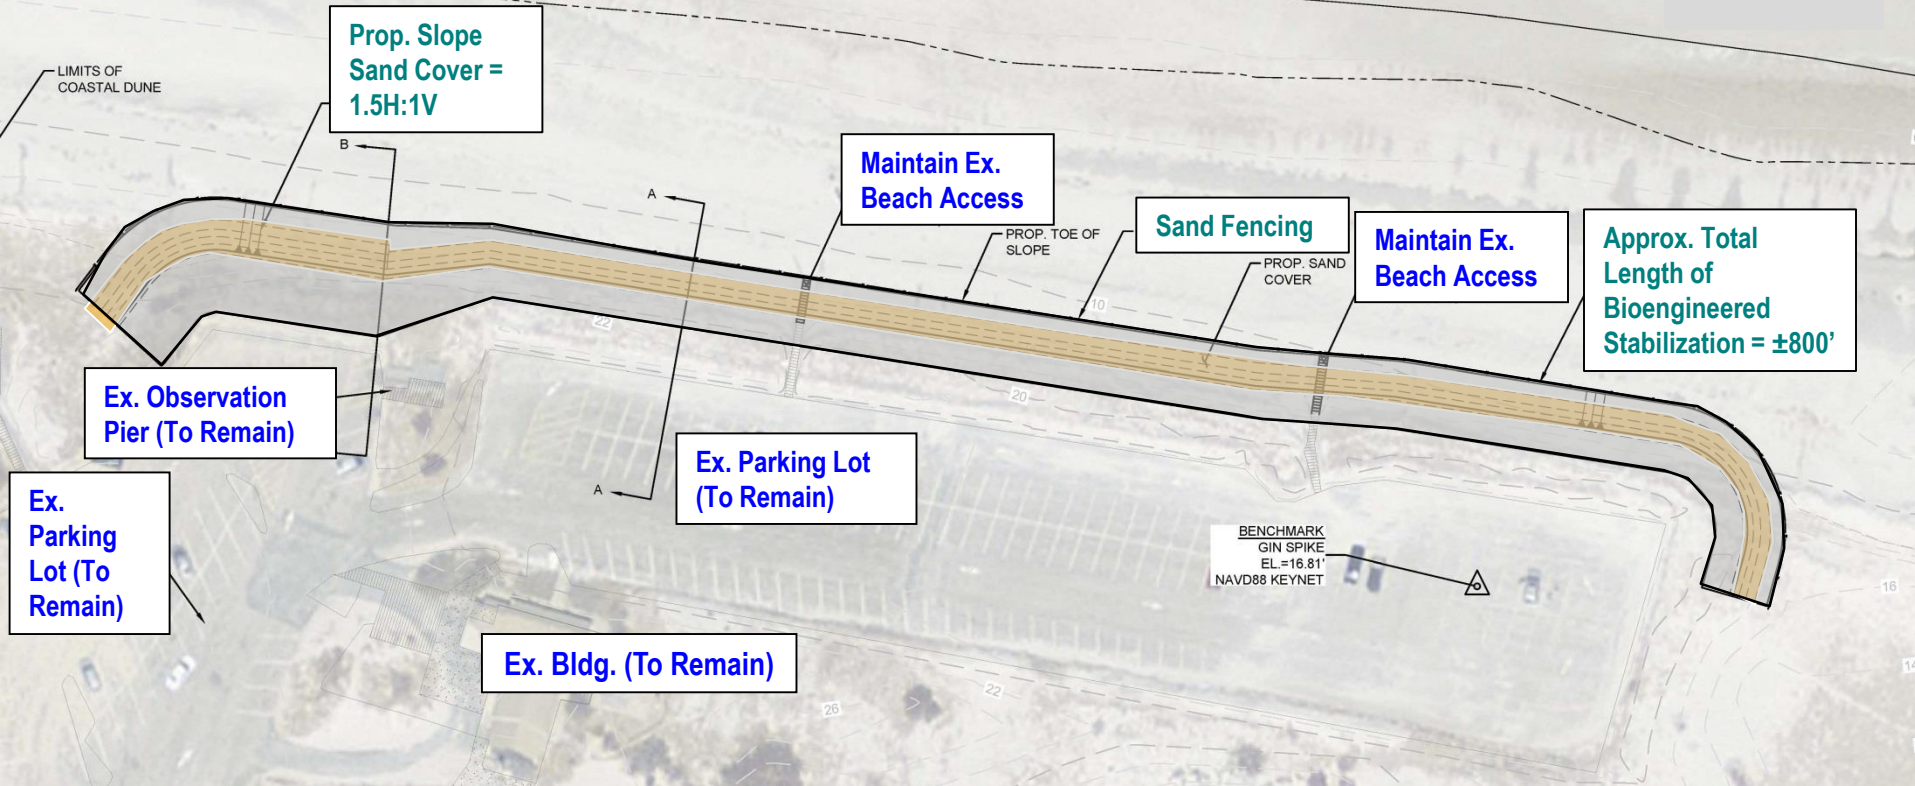 LIMITS OF
COASTAL DUNE
Prop. Slope
Sand Cover =
1.5H:1V
B
A
Maintain Ex.
Beach Access
PROP. TOE OF
SLOPE
Sand Fencing
PROP. SAND
COVER
Maintain Ex.
Beach Access
Approx. Total
Length of
Bioengineered
Stabilization = ±800’
10
22
20
Ex. Observation
Pier (To Remain)
Ex. Parking Lot
(To Remain)
A
Ex.
Parking
Lot (To
Remain)
BENCHMARK
GIN SPIKE
EL.=16.81'
NAVD88 KEYNET
16
14
Ex. Bldg. (To Remain)
22
26